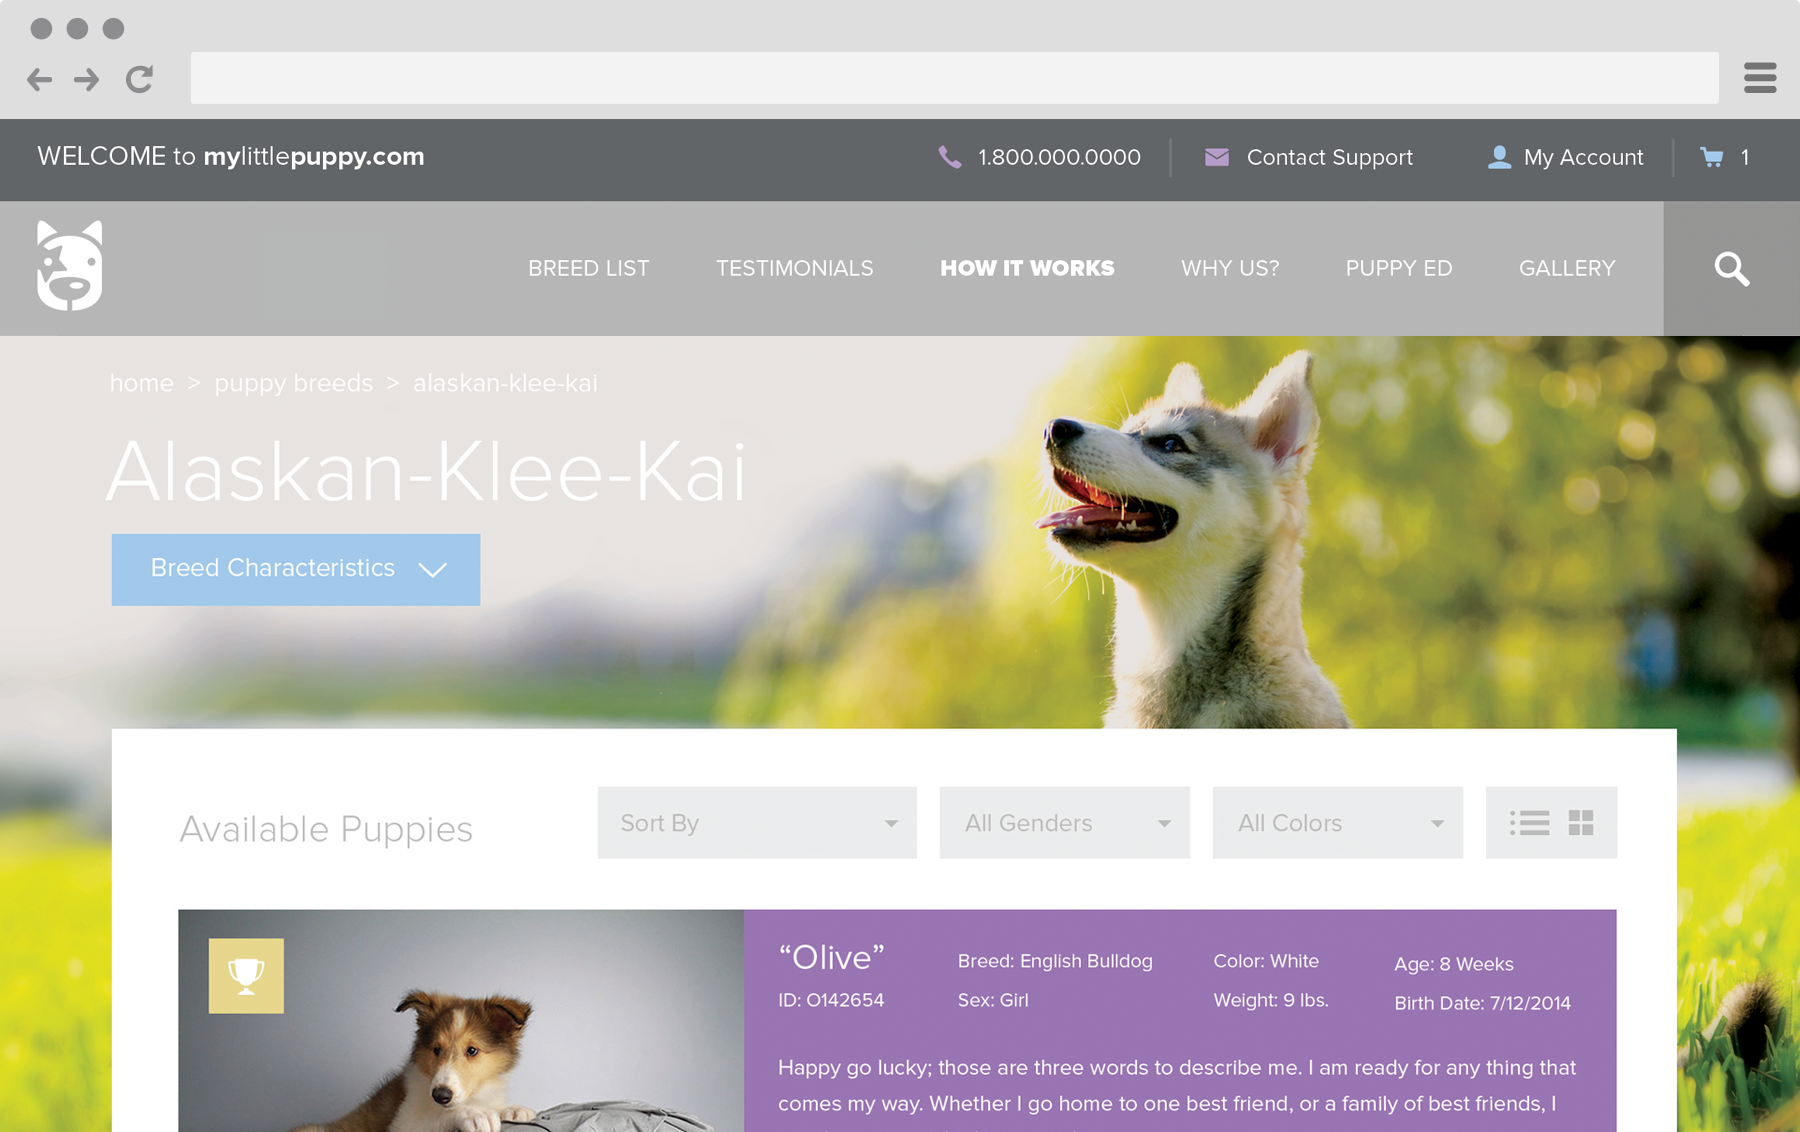 WELCOME to mylittlepuppy.com
1.800.000.0000
Contact Support
My Account
1
BREED LIST
TESTIMONIALS
HOW IT WORKS
WHY US?
PUPPY ED
GALLERY
home > puppy breeds > alaskan-klee-kai
Alaskan-Klee-Kai
Breed Characteristics
Available Puppies
Sort By
All Genders
All Colors
“Olive”
ID: O142654
Breed: English Bulldog
Sex: Girl
Color: White
Weight: 9 lbs.
Age: 8 Weeks
Birth Date: 7/12/2014
Happy go lucky; those are three words to describe me. I am ready for any thing that
comes my way. Whether I go home to one best friend, or a family of best friends, I